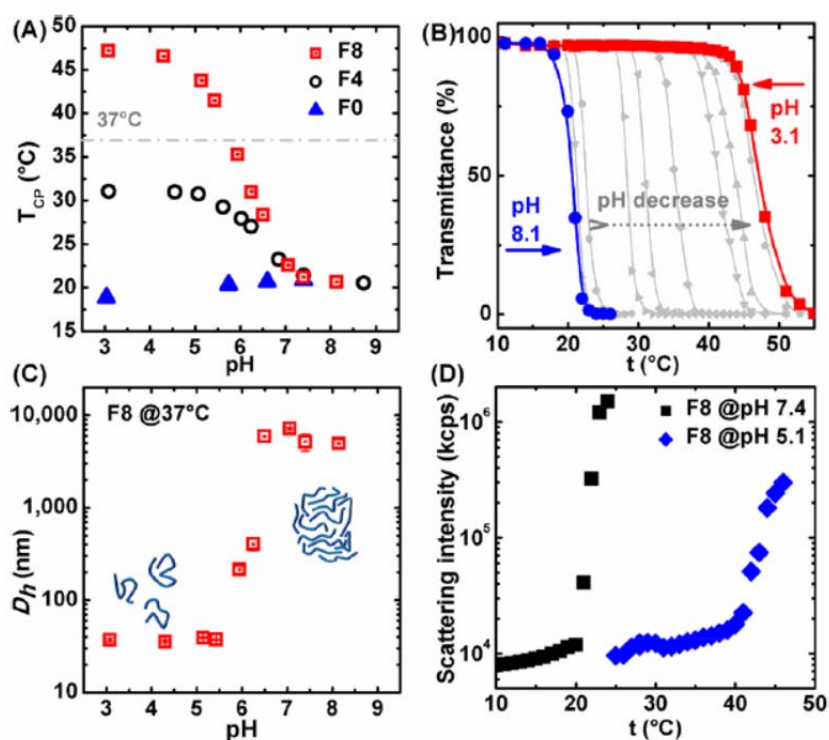 (A)
50
45
40
35
30
25
20
15
T_CP (°C)
F8
F4
F0
37°C
3 4 5 6 7 8 9
pH
(B)
100
50
0
Transmittance (%)
pH
3.1
pH decrease
pH
8.1
10 20 30 40 50
t (°C)
(C)
F8 @37°C
10,000
1,000
100
10
D_h (nm)
3 4 5 6 7 8 9
pH
(D)
10^6
10^5
10^4
Scattering intensity (kcps)
F8 @pH 7.4
F8 @pH 5.1
10 20 30 40 50
t (°C)